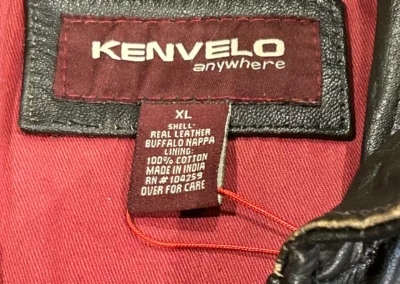 KENVELO
anywhere
XL
SHELL:
REAL LEATHER
BUFFALO NAPPA
LINING:
100% COTTON
MADE IN INDIA
RN # 104259
OVER FOR CARE